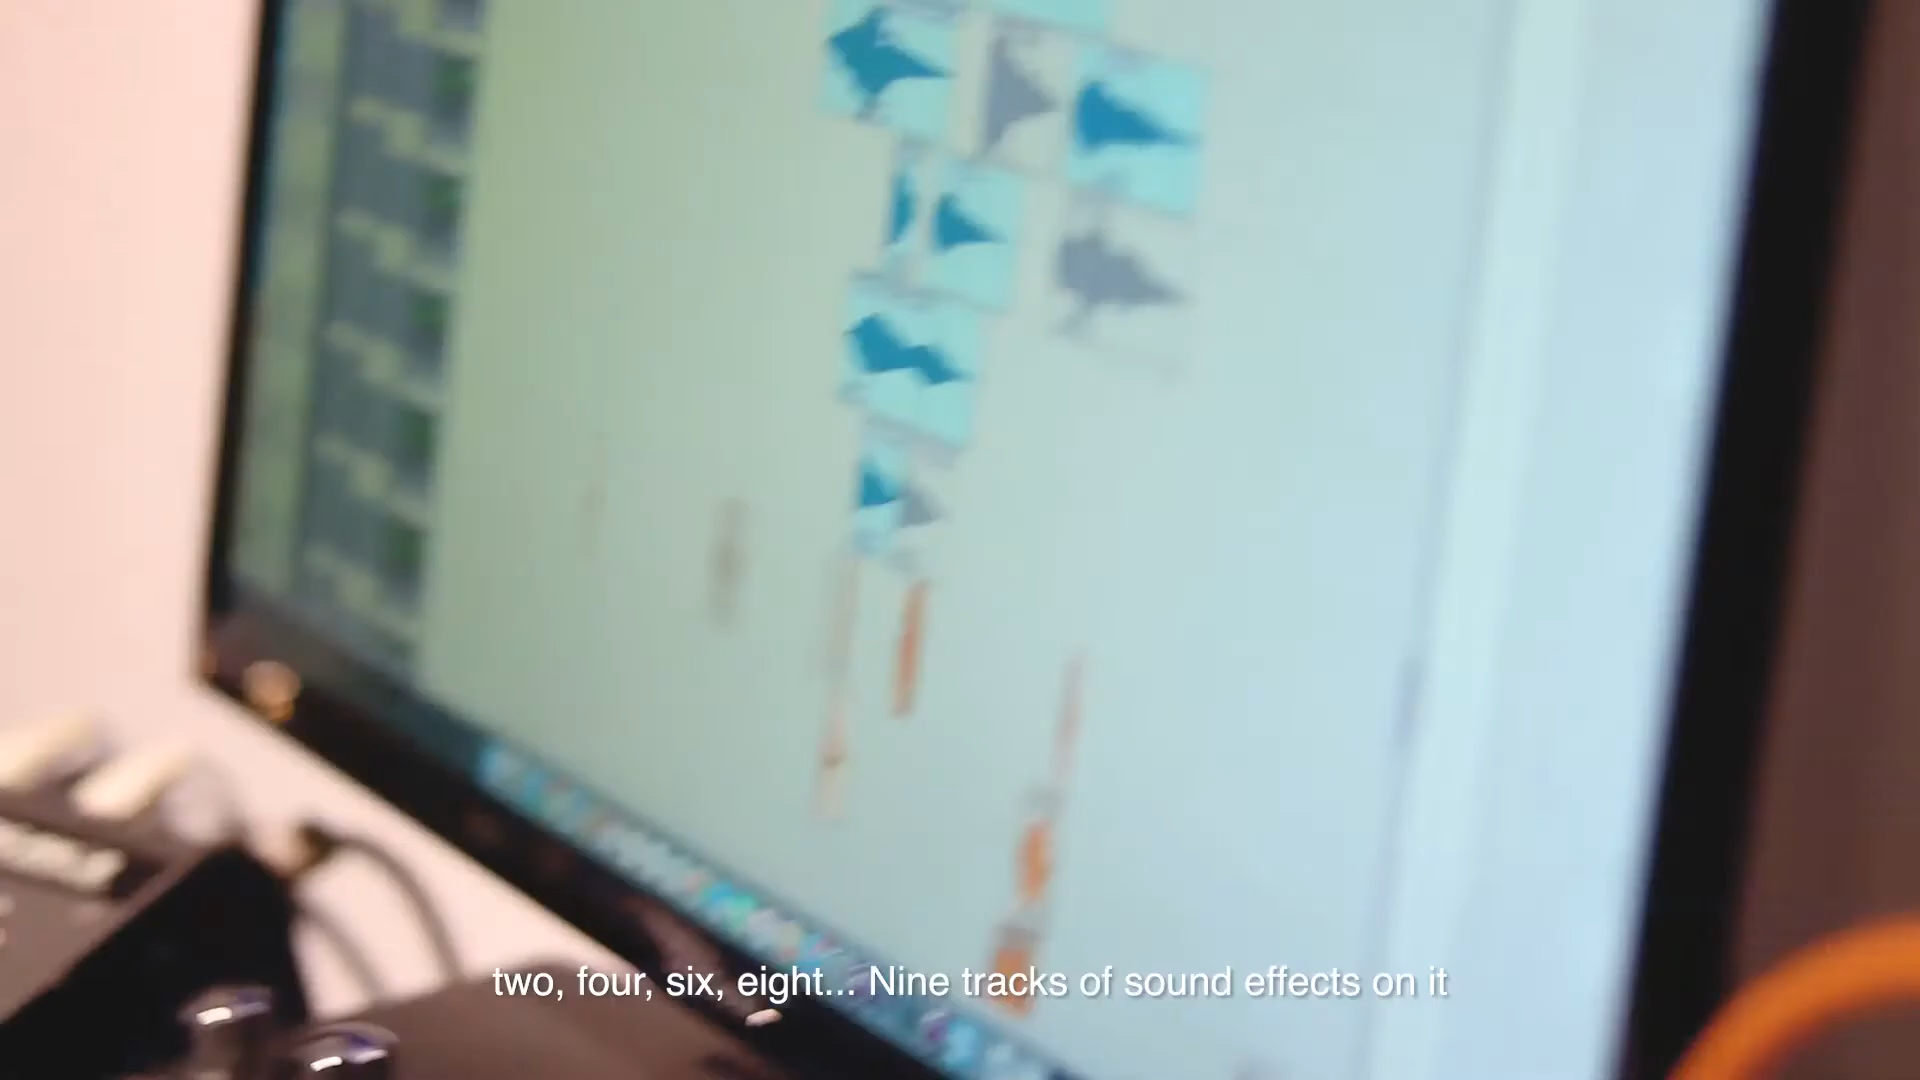 two, four, six, eight... Nine tracks of sound effects on it